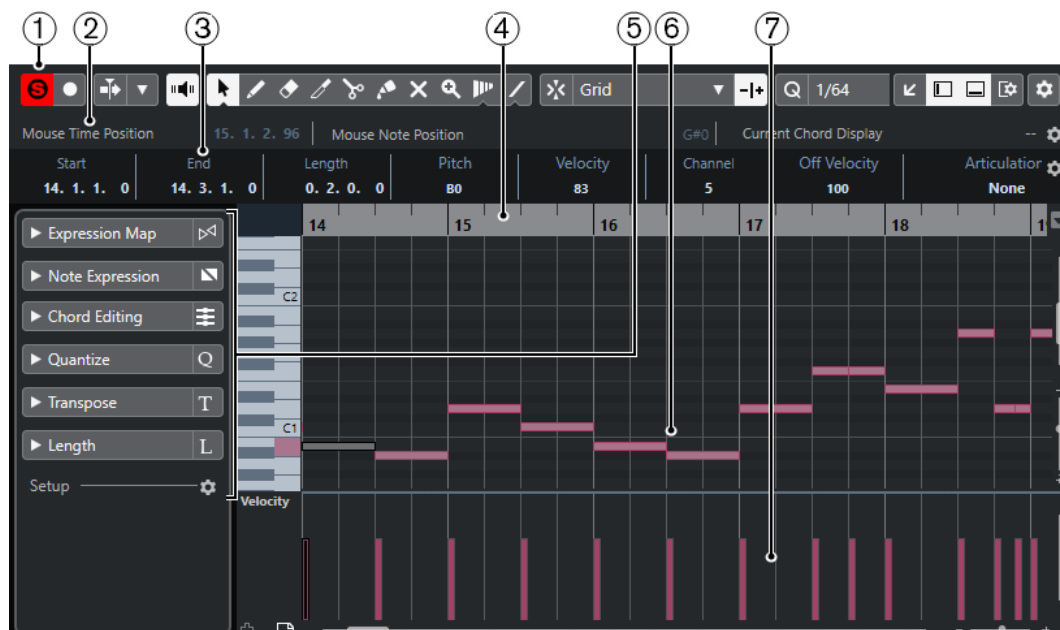 ① ② ③ ④ ⑤ ⑥ ⑦
S Grid Q 1/64
Mouse Time Position 15. 1. 2. 96 Mouse Note Position G#0 Current Chord Display --
Start End Length Pitch Velocity Channel Off Velocity Articulation
14. 1. 1. 0 14. 3. 1. 0 0. 2. 0. 0 B0 83 5 100 None
14 15 16 17 18
Expression Map
Note Expression
C2
Chord Editing
Quantize Q
Transpose T
C1
Length L
Setup
Velocity